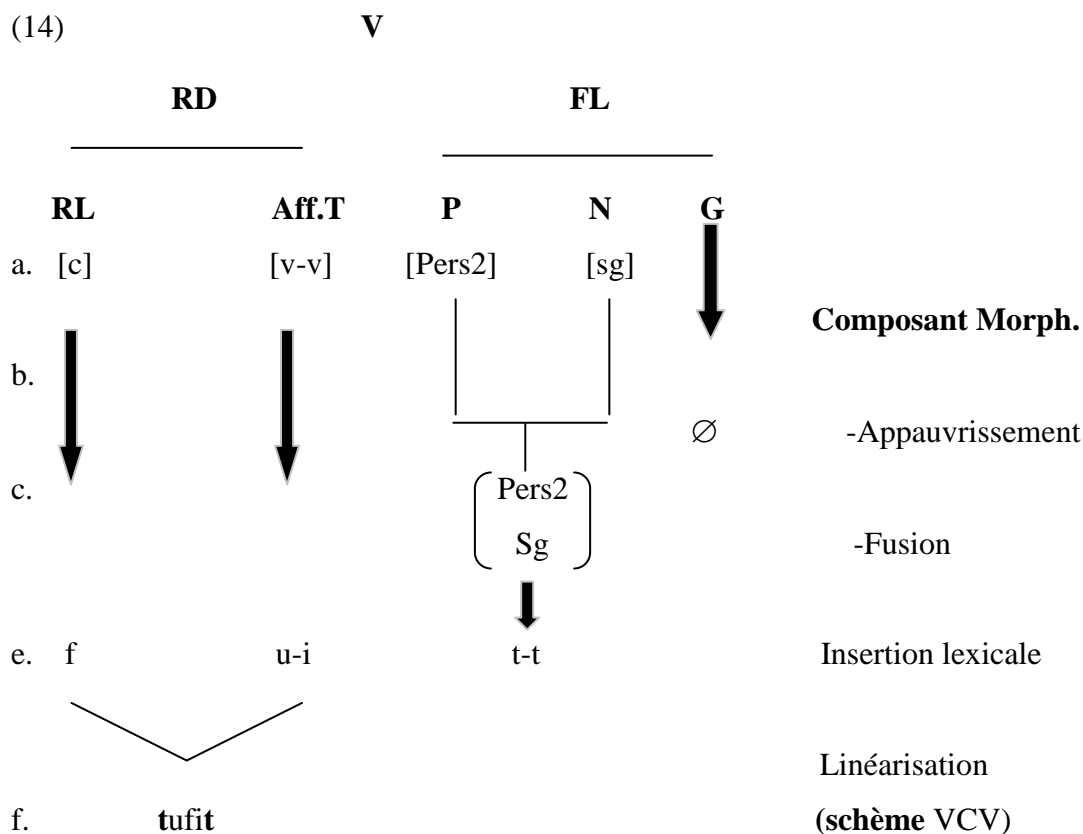 (14) V
RD FL
RL Aff.T P N G
a. [c] [v-v] [Pers2] [sg]
Composant Morph.
b.
∅ -Appauvrissement
c. Pers2
Sg -Fusion
e. f u-i t-t Insertion lexicale
Linéarisation
f. tufit (schème VCV)